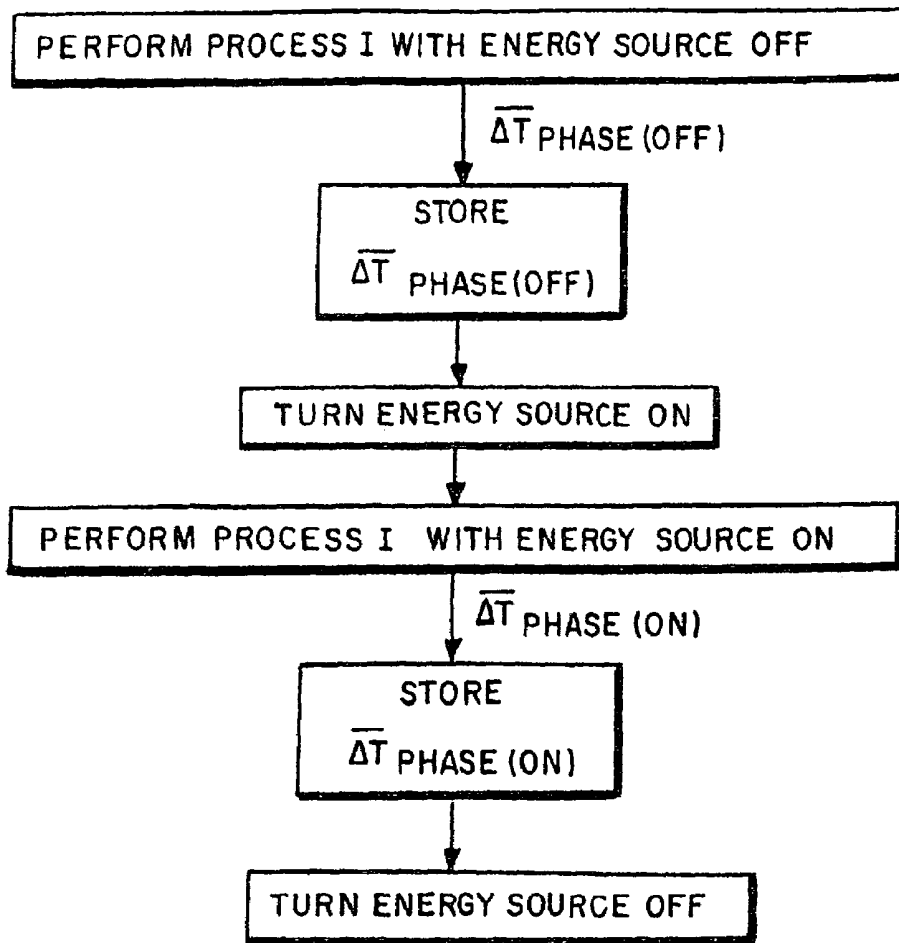 PERFORM PROCESS I WITH ENERGY SOURCE OFF
ΔT̅ PHASE (OFF)
STORE
ΔT̅ PHASE (OFF)
TURN ENERGY SOURCE ON
PERFORM PROCESS I WITH ENERGY SOURCE ON
ΔT̅ PHASE (ON)
STORE
ΔT̅ PHASE (ON)
TURN ENERGY SOURCE OFF